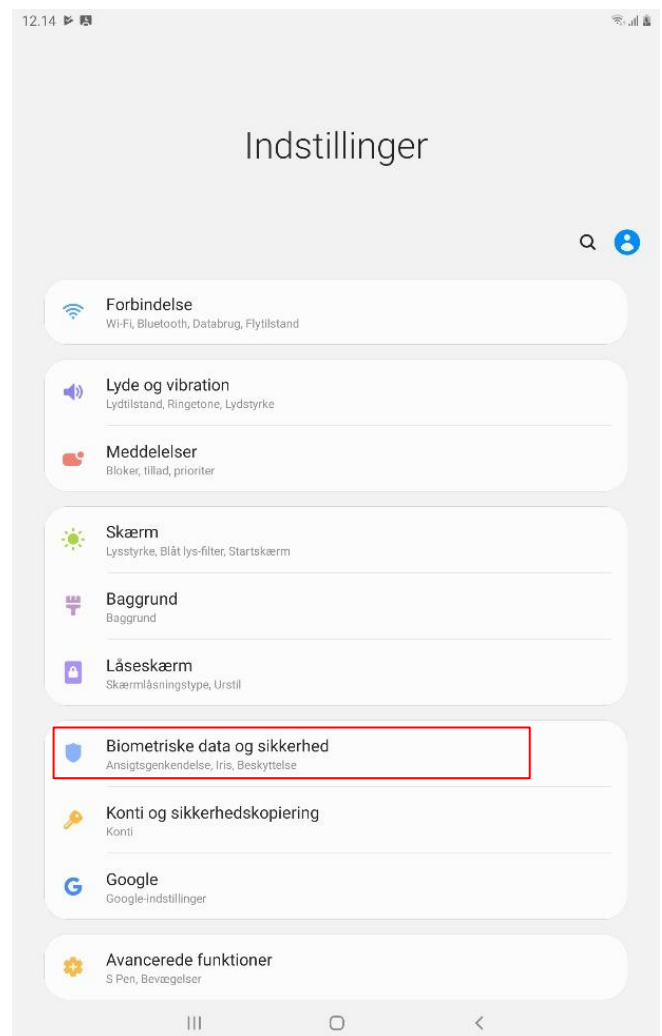 12.14
Indstillinger
Forbindelse
Wi-Fi, Bluetooth, Databrug, Flytilstand
Lyde og vibration
Lydtilstand, Ringetone, Lydstyrke
Meddelelser
Bloker, tillad, prioriter
Skærm
Lysstyrke, Blåt lys-filter, Startskærm
Baggrund
Baggrund
Låseskærm
Skærmlåsningstype, Urstil
Biometriske data og sikkerhed
Ansigtsgenkendelse, Iris, Beskyttelse
Konti og sikkerhedskopiering
Konti
Google
Google-indstillinger
Avancerede funktioner
S Pen, Bevægelser